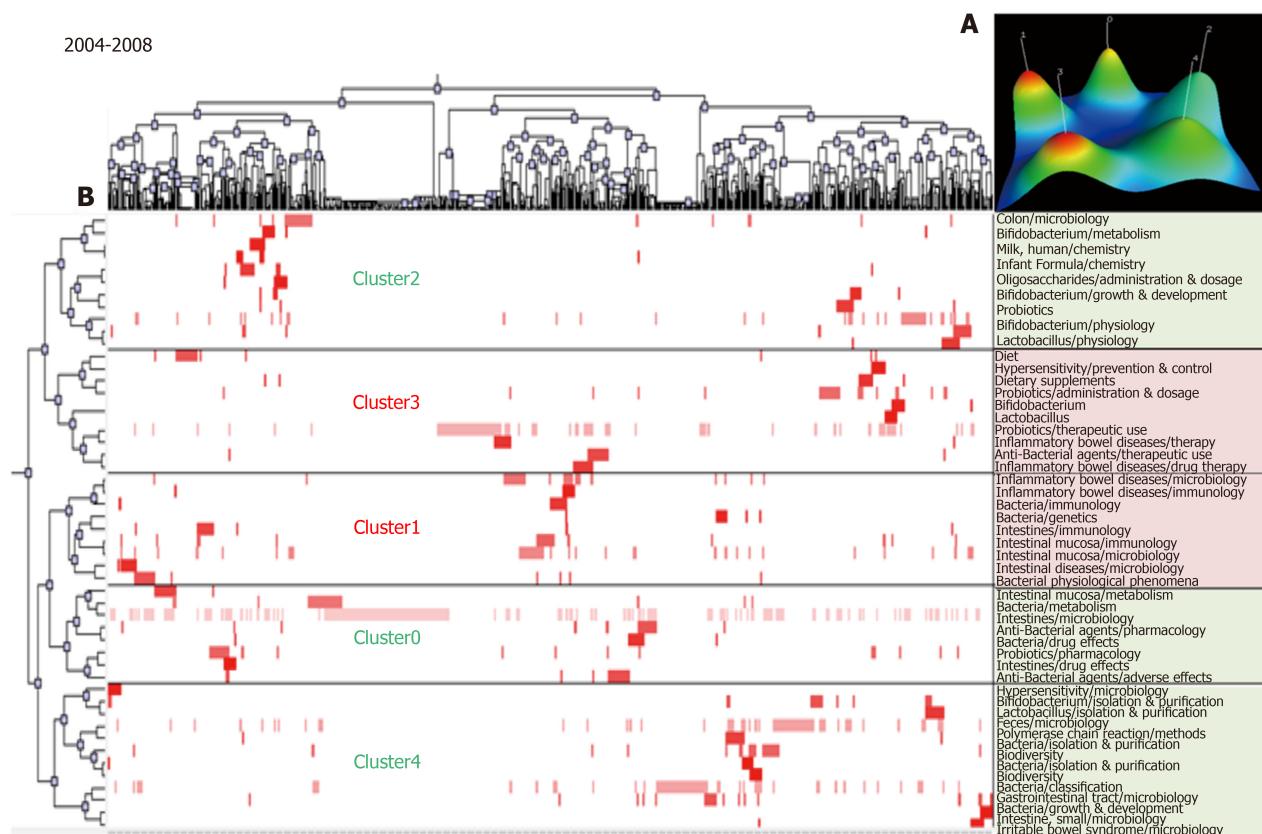 2004-2008
A
1
0
2
3
4
B
Cluster2
Cluster3
Cluster1
Cluster0
Cluster4
Colon/microbiology
Bifidobacterium/metabolism
Milk, human/chemistry
Infant Formula/chemistry
Oligosaccharides/administration & dosage
Bifidobacterium/growth & development
Probiotics
Bifidobacterium/physiology
Lactobacillus/physiology
Diet
Hypersensitivity/prevention & control
Dietary supplements
Probiotics/administration & dosage
Bifidobacterium
Lactobacillus
Probiotics/therapeutic use
Inflammatory bowel diseases/therapy
Anti-Bacterial agents/therapeutic use
Inflammatory bowel diseases/drug therapy
Inflammatory bowel diseases/microbiology
Inflammatory bowel diseases/immunology
Bacteria/immunology
Bacteria/genetics
Intestines/immunology
Intestinal mucosa/immunology
Intestinal mucosa/microbiology
Intestinal diseases/microbiology
Bacterial physiological phenomena
Intestinal mucosa/metabolism
Bacteria/metabolism
Intestines/microbiology
Anti-Bacterial agents/pharmacology
Bacteria/drug effects
Probiotics/pharmacology
Intestines/drug effects
Anti-Bacterial agents/adverse effects
Hypersensitivity/microbiology
Bifidobacterium/isolation & purification
Lactobacillus/isolation & purification
Feces/microbiology
Polymerase chain reaction/methods
Bacteria/isolation & purification
Biodiversity
Bacteria/isolation & purification
Biodiversity
Bacteria/classification
Gastrointestinal tract/microbiology
Bacteria/growth & development
Intestine, small/microbiology
Irritable bowel syndrome/microbiology